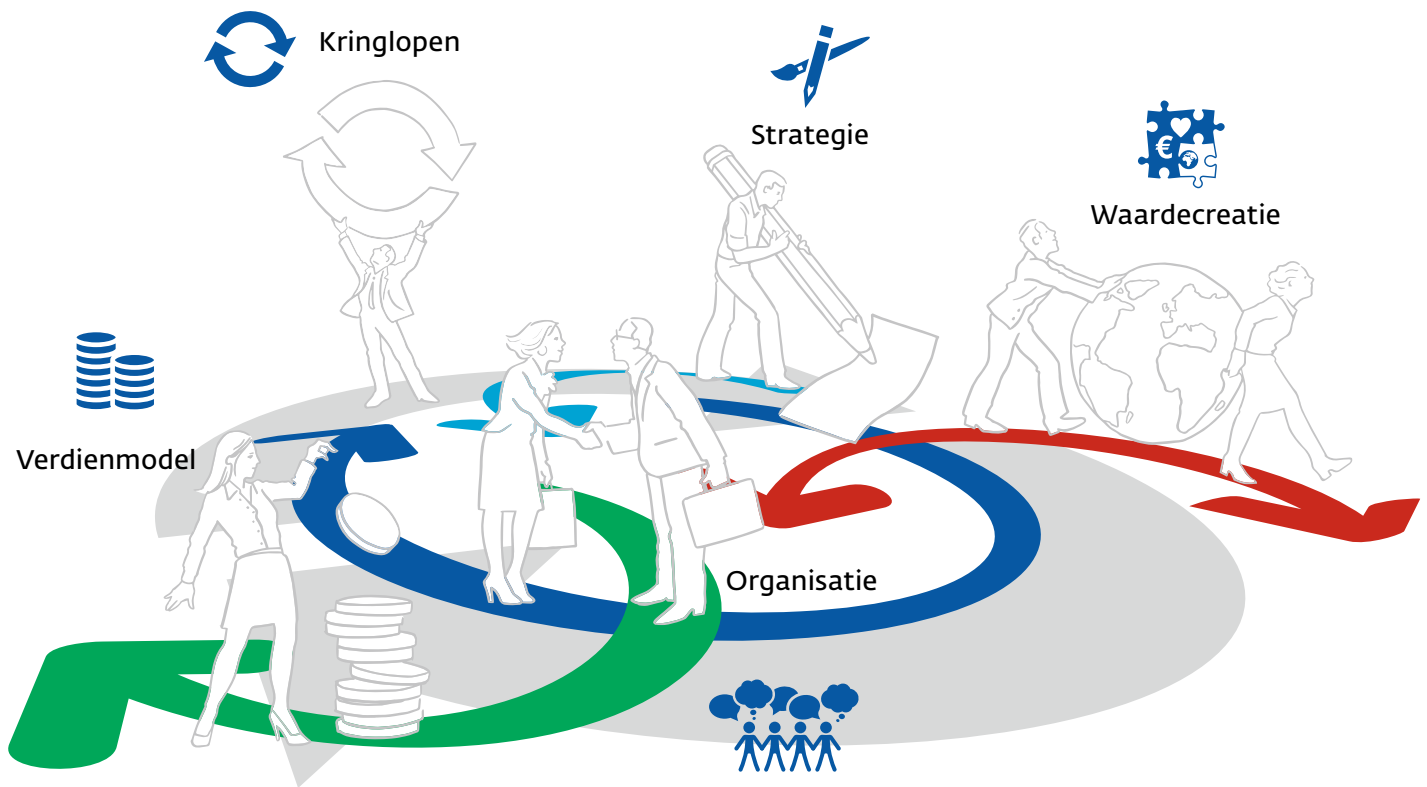 Kringlopen
Strategie
Waardecreatie
Verdienmodel
Organisatie
€